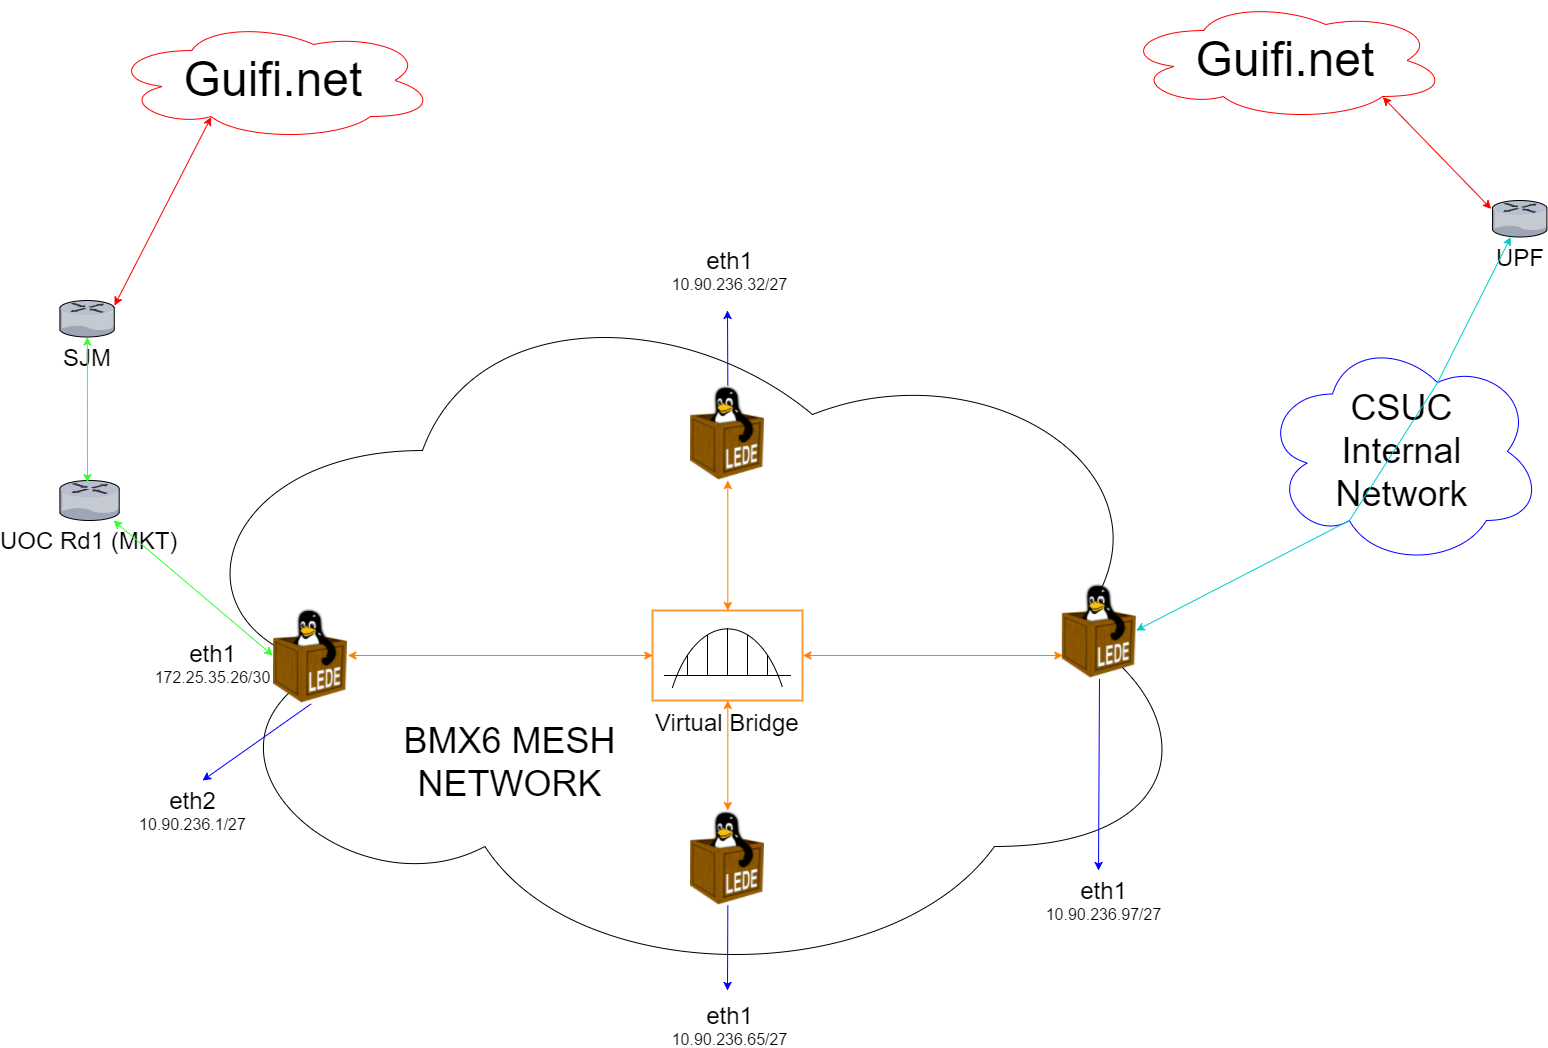 Guifi.net
Guifi.net
UPF
eth1
10.90.236.32/27
SJM
CSUC
Internal
Network
LEDE
UOC Rd1 (MKT)
eth1
172.25.35.26/30
LEDE
LEDE
Virtual Bridge
BMX6 MESH
NETWORK
eth2
10.90.236.1/27
LEDE
eth1
10.90.236.97/27
eth1
10.90.236.65/27